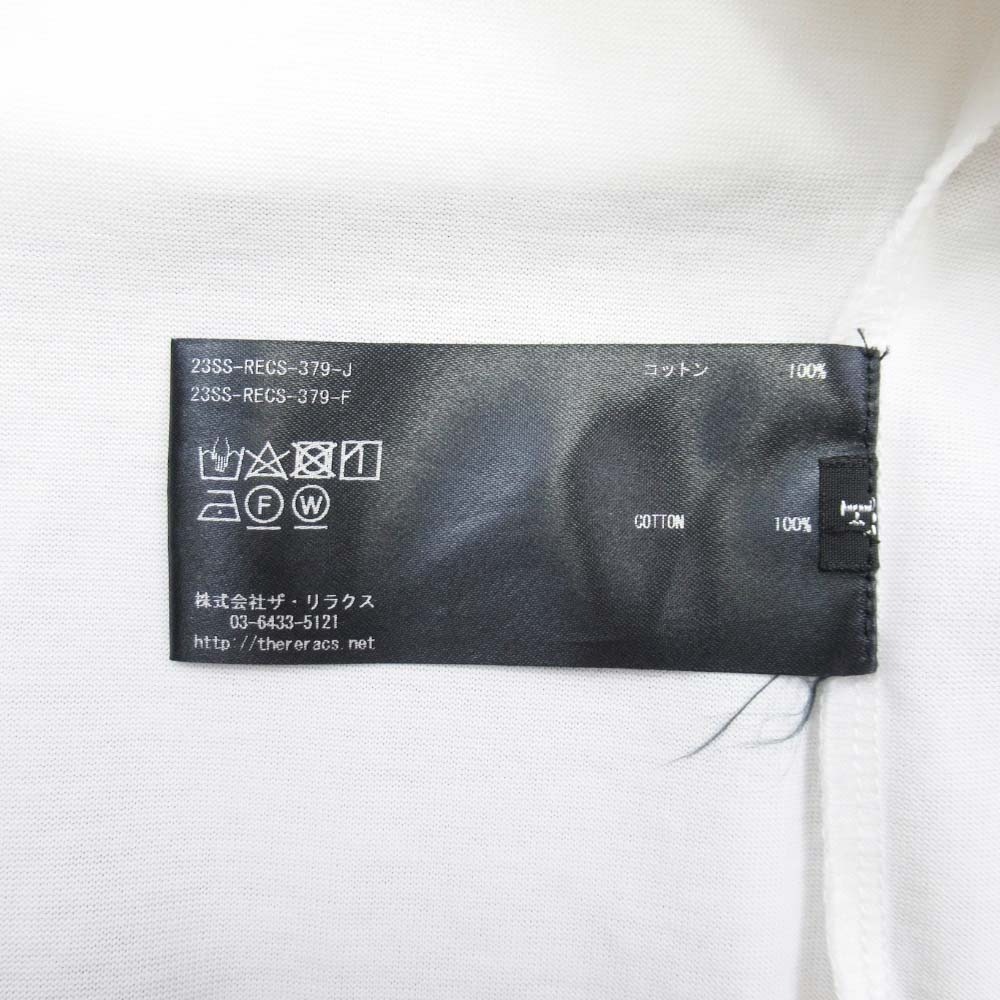 23SS-RECS-379-J
23SS-RECS-379-F
コットン 100%
F W
COTTON 100%
株式会社ザ・リラクス
03-6433-5121
http://thereracs.net